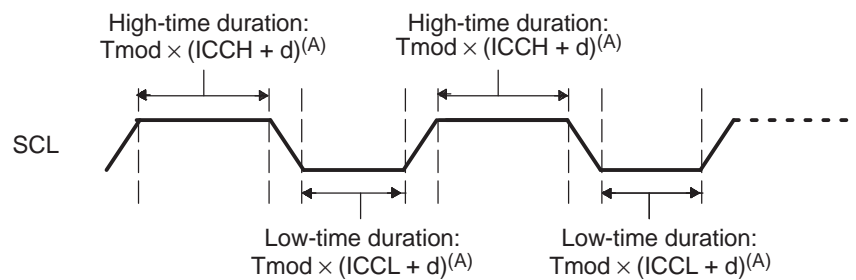 High-time duration:
Tmod × (ICCH + d)(A)
High-time duration:
Tmod × (ICCH + d)(A)
SCL
Low-time duration:
Tmod × (ICCL + d)(A)
Low-time duration:
Tmod × (ICCL + d)(A)